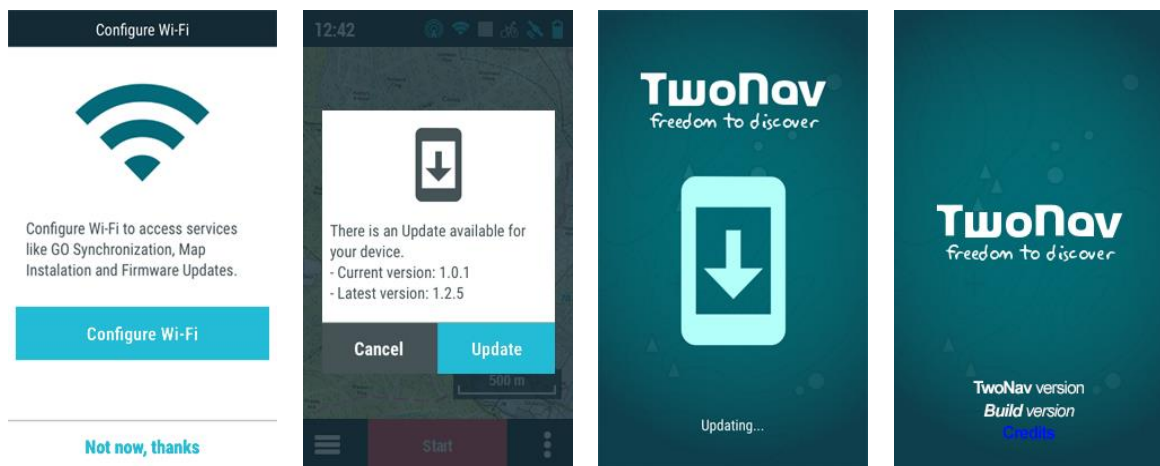 Configure Wi-Fi
Configure Wi-Fi to access services
like GO Synchronization, Map
Instalation and Firmware Updates.
Configure Wi-Fi
Not now, thanks
12:42
There is an Update available for
your device.
- Current version: 1.0.1
- Latest version: 1.2.5
Cancel
Update
500 m
Start
TwoNav
freedom to discover
Updating...
TwoNav
freedom to discover
TwoNav version
Build version
Credits